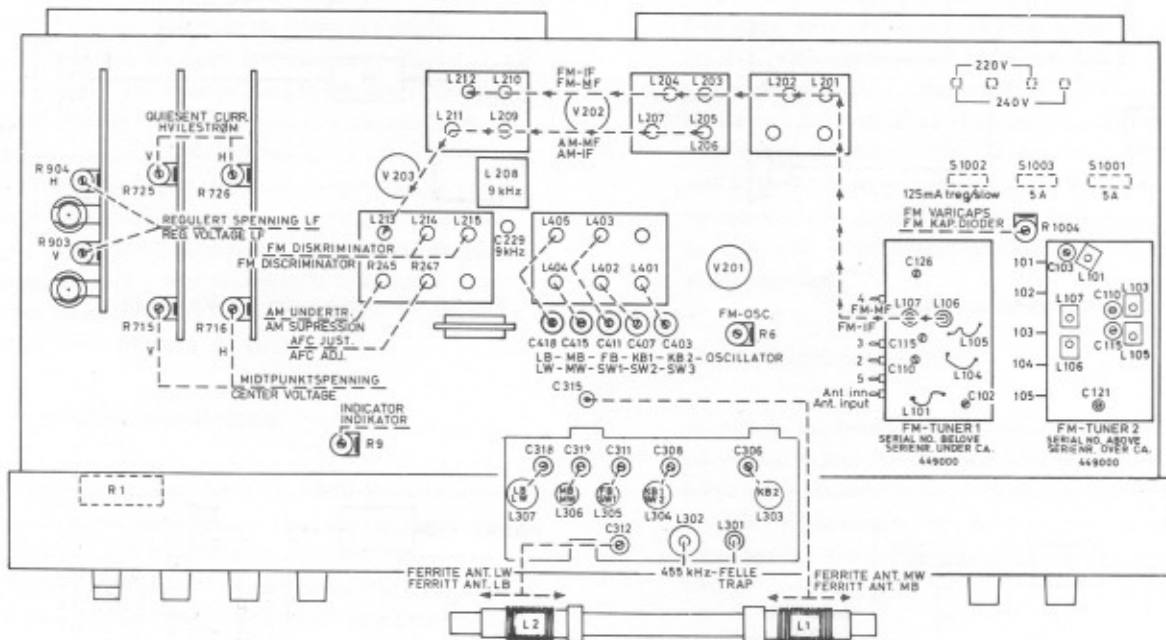 L212 L210
FM-IF
FM-MF
L204 L203
L202 L201
V202
L211 L209
L207 L205
L206
AM-MF
AM-IF
220V
240V
QUIESENT CURR.
HVILESTRØM
V H
R904
H
R725 R726
V203
L208
9kHz
S1002 S1003 S1001
125mA treg/slow 5A 5A
REGULERT SPENNING LF
REG. VOLTAGE LF
R903
V
L213 L214 L215
C229
9kHz
L405 L403
FM VARICAPS
FM KAP.DIODER
R1004
FM DISKRIMINATOR
FM DISCRIMINATOR
R245 R247
L404 L402 L401
V201
C126
101
C103
L101
102
L107 C110 L103
4
FM-MF
L107 L106
FM-IF
R715 R716
V H
AM UNDERTR.
AM SUPRESSION
AFC JUST.
AFC ADJ.
C418 C415 C411 C407 C403
LB- MB- FB-KB1-KB2-OSCILLATOR
LW-MW-SW1-SW2-SW3
FM-OSC.
R6
3
C115
L105
2
C110
L104
5
Ant inn
Ant. input
L101
C102
103
C115
L105
104
L106
105
C121
MIDTPUNKTSPENNING
CENTER VOLTAGE
C315
INDICATOR
INDIKATOR
R9
FM-TUNER 1
SERIAL NO. BELOVE
SERIENR. UNDER CA.
449000
FM-TUNER 2
SERIAL NO. ABOVE
SERIENR. OVER CA.
449000
C318 C319 C311 C308 C306
R1
LB
LW
MB
MW
FB
SW1
KB1
SW2
KB2
L307 L306 L305 L304 L303
C312
L302 L301
FERRITE ANT. LW
FERRITT ANT. LB
455 kHz-FELLE
TRAP
FERRITE ANT. MW
FERRITT ANT. MB
L2 L1